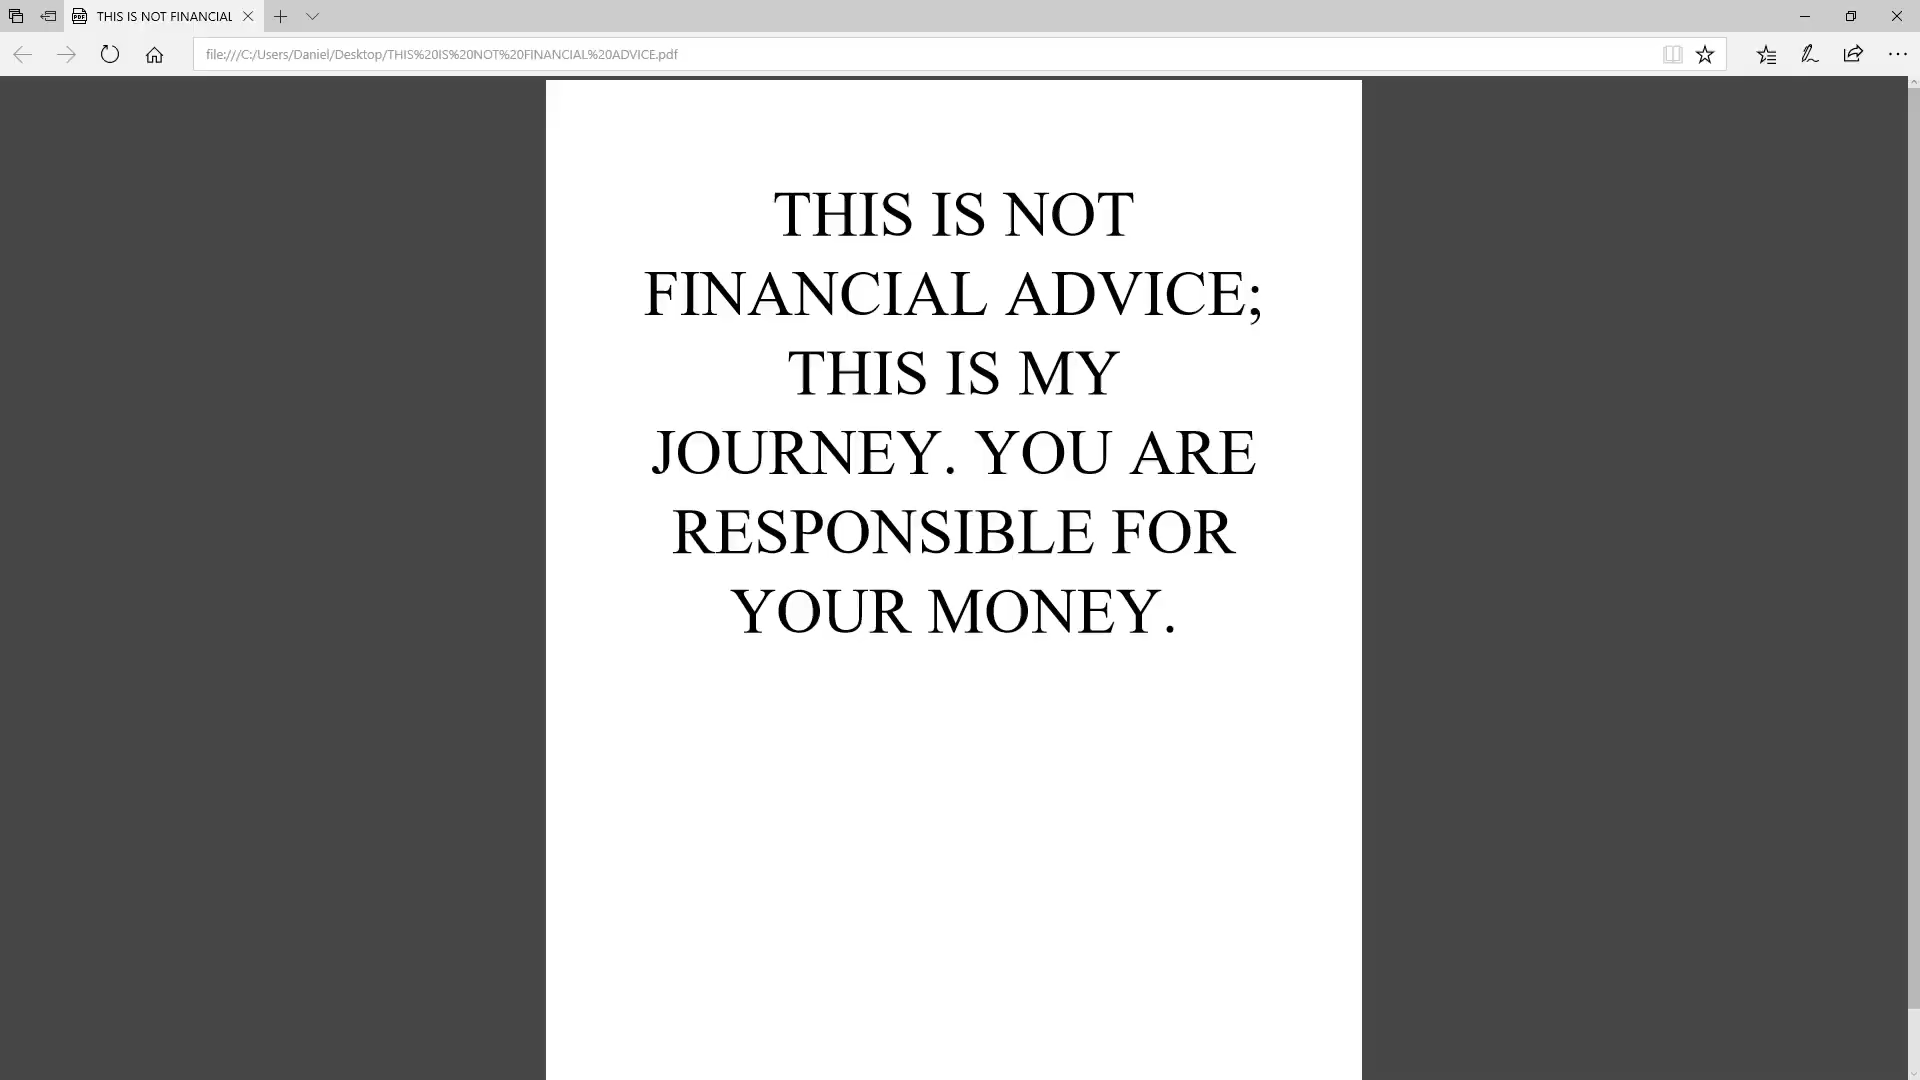 THIS IS NOT FINANCIAL
file:///C:/Users/Daniel/Desktop/THIS%20IS%20NOT%20FINANCIAL%20ADVICE.pdf
THIS IS NOT
FINANCIAL ADVICE;
THIS IS MY
JOURNEY. YOU ARE
RESPONSIBLE FOR
YOUR MONEY.